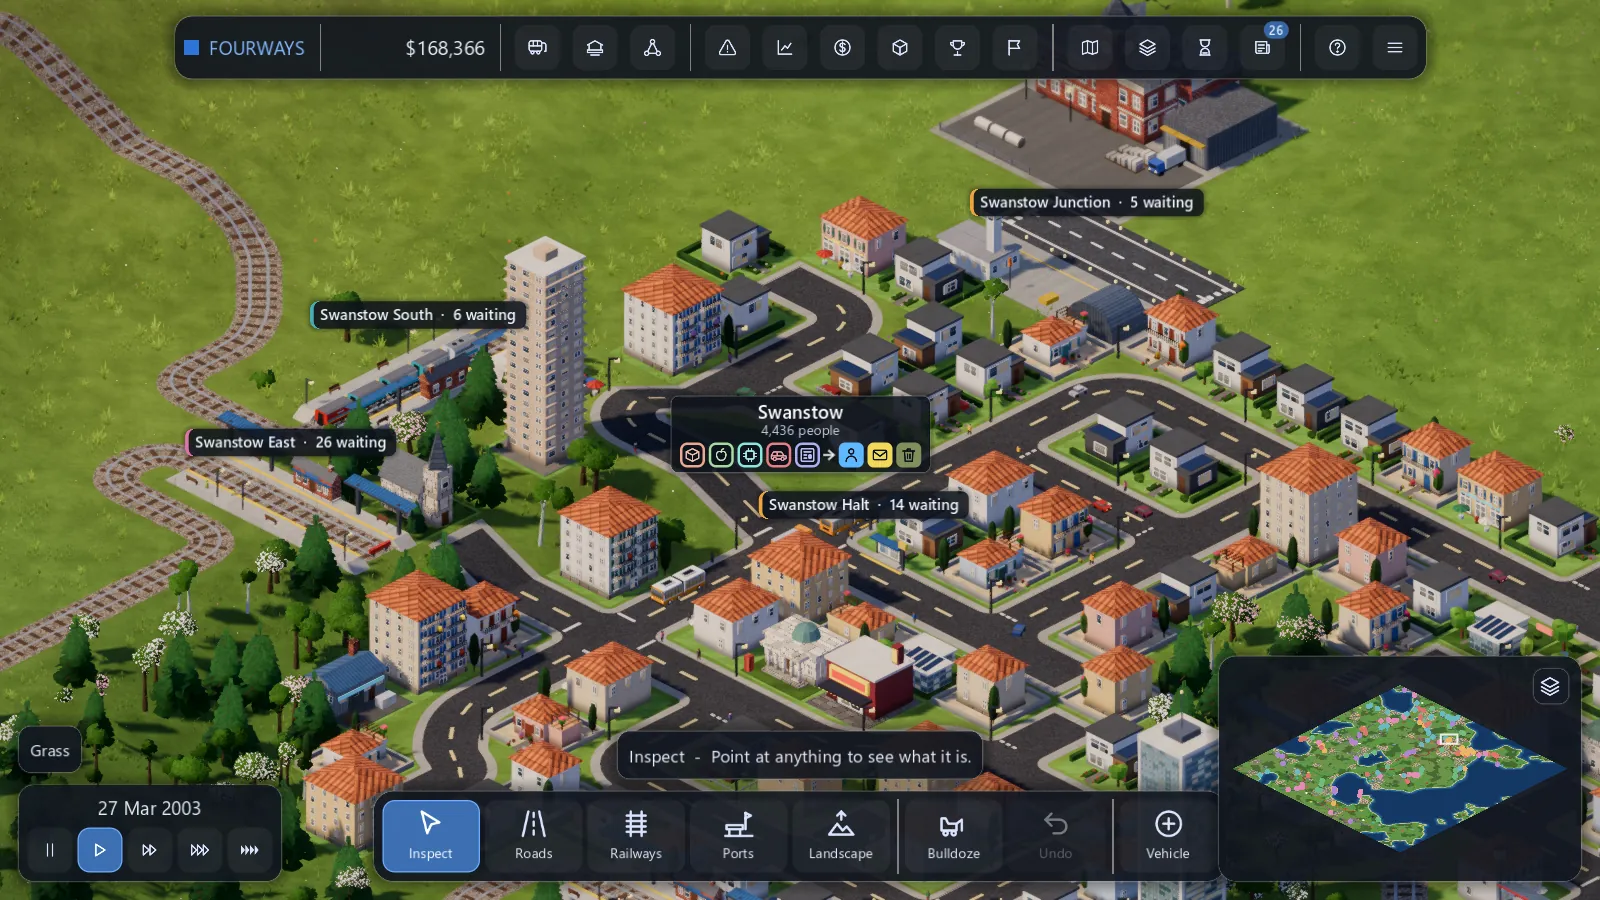 FOURWAYS
$168,366
26
Swanstow Junction · 5 waiting
Swanstow South · 6 waiting
Swanstow
4,436 people
Swanstow East · 26 waiting
Swanstow Halt · 14 waiting
Grass
Inspect - Point at anything to see what it is.
27 Mar 2003
Inspect
Roads
Railways
Ports
Landscape
Bulldoze
Undo
Vehicle